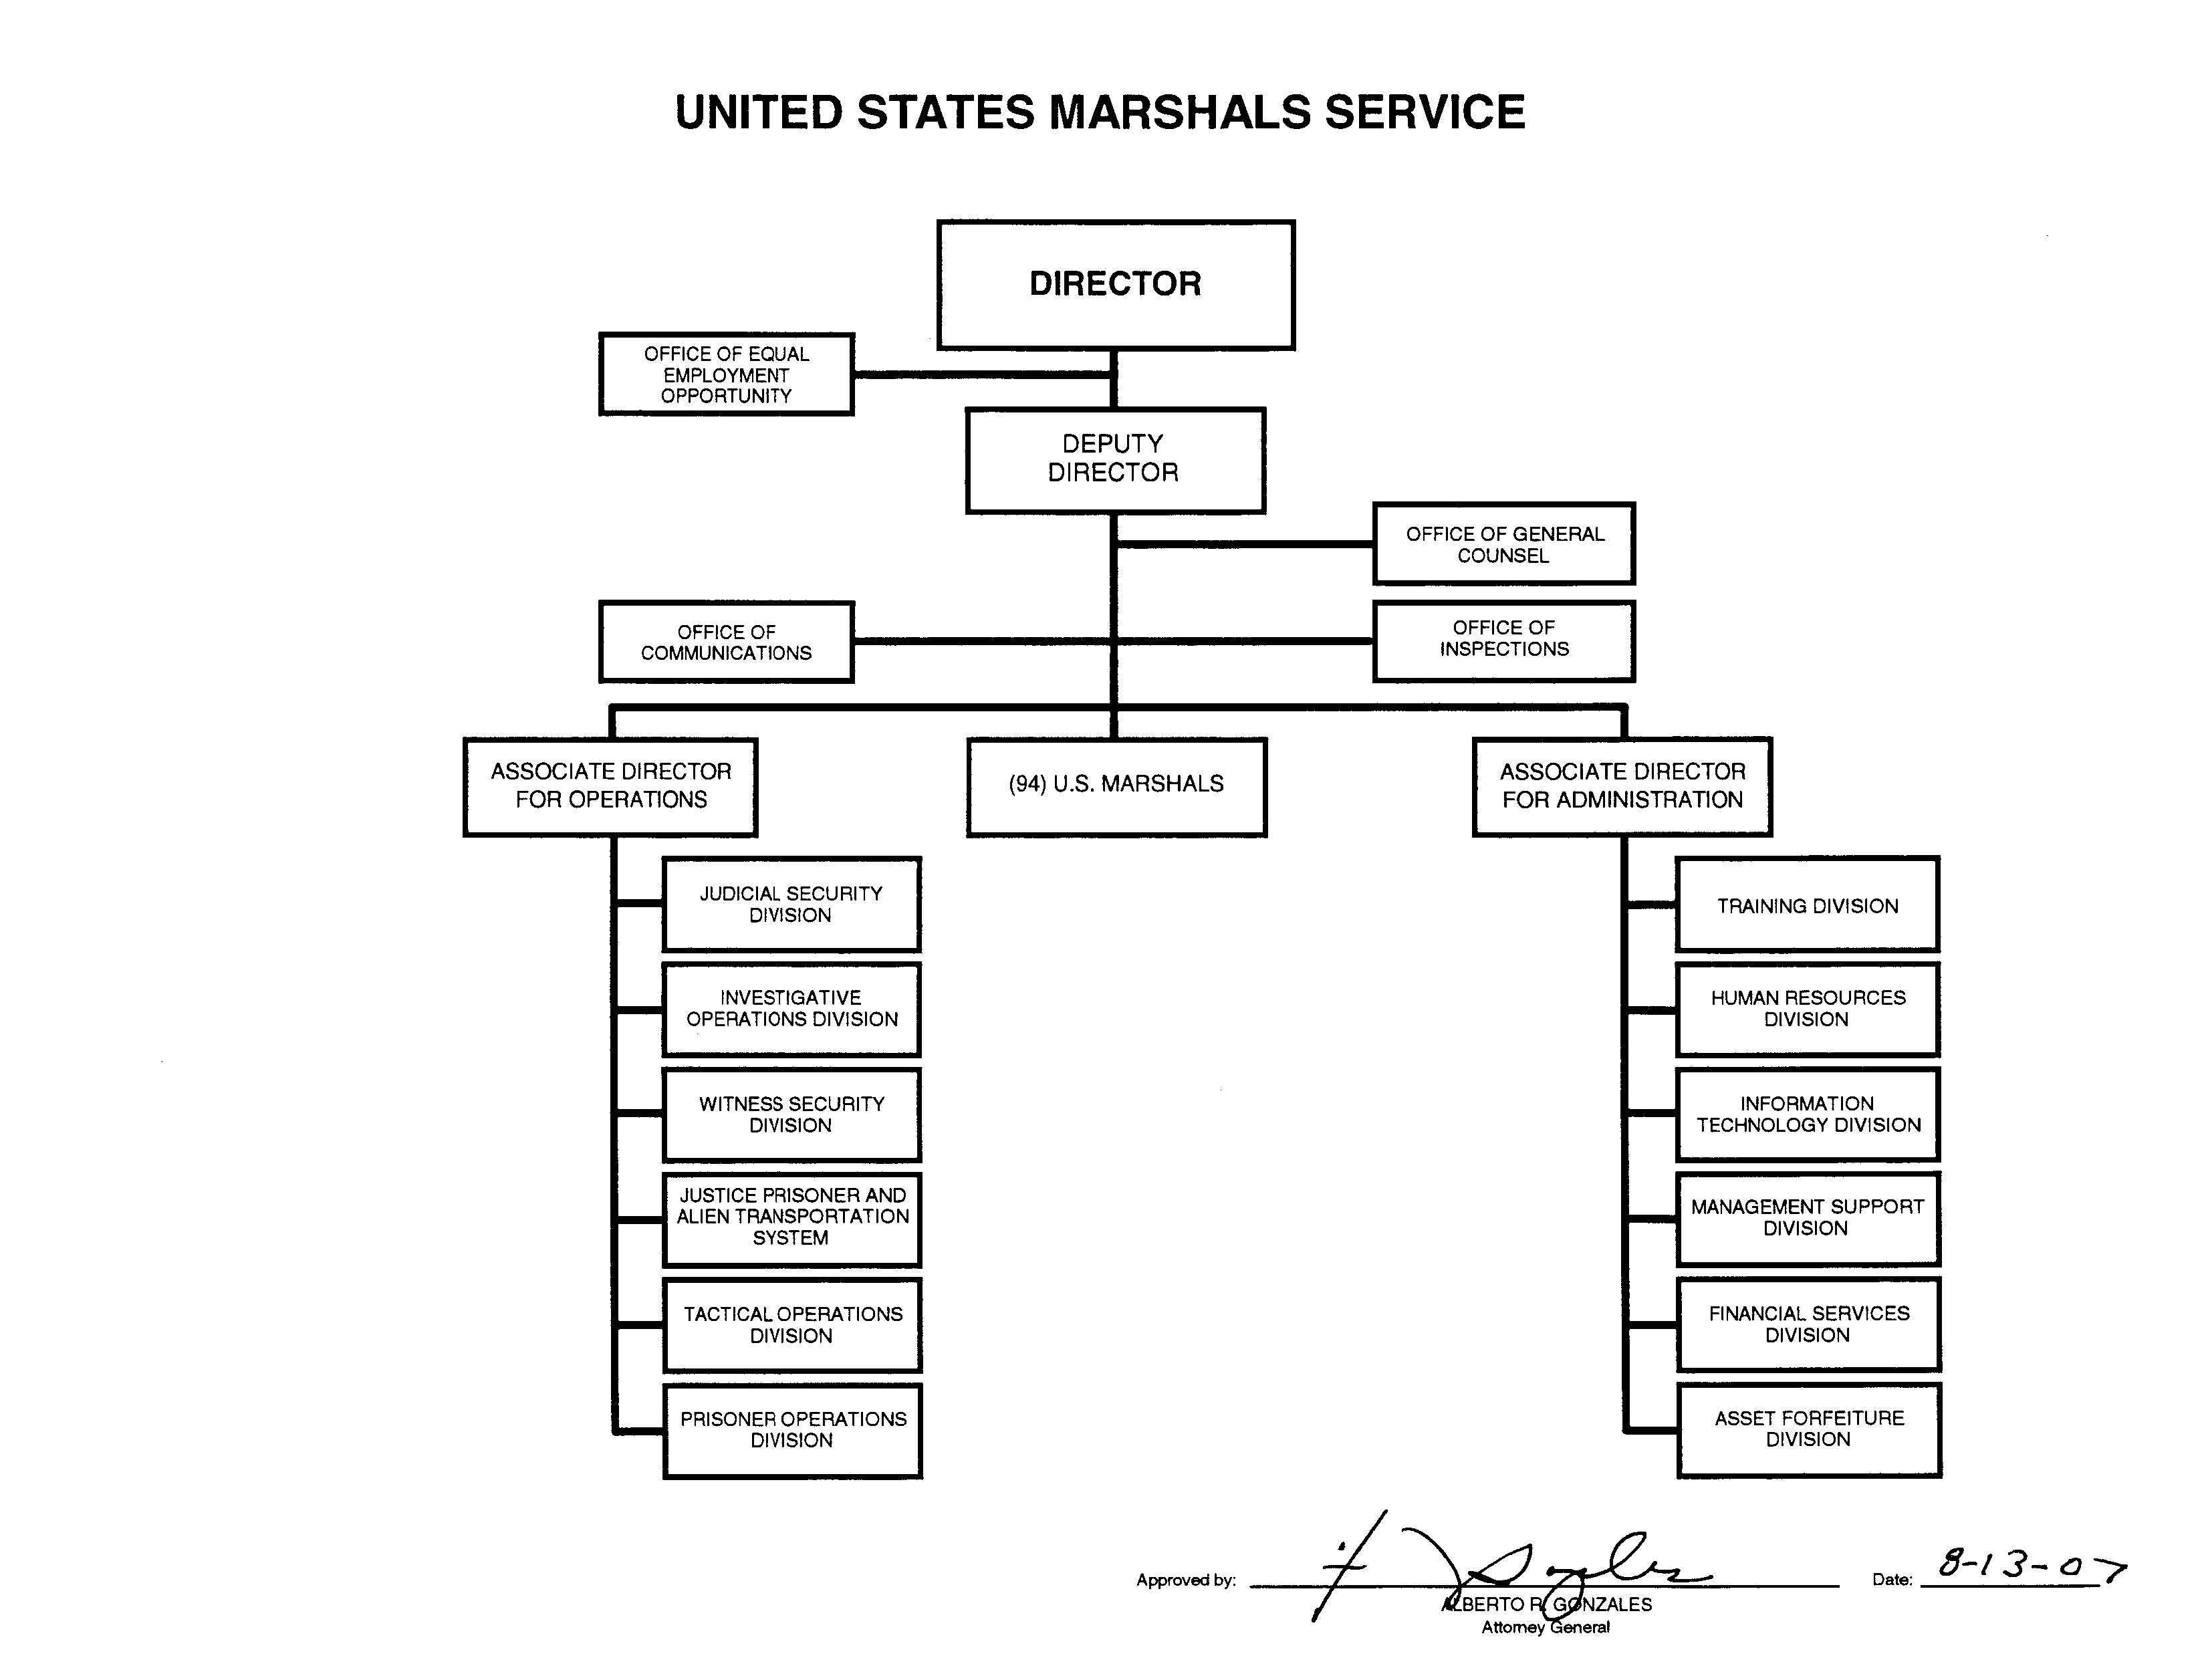 UNITED STATES MARSHALS SERVICE
DIRECTOR
OFFICE OF EQUAL
EMPLOYMENT
OPPORTUNITY
DEPUTY
DIRECTOR
OFFICE OF GENERAL
COUNSEL
OFFICE OF
COMMUNICATIONS
OFFICE OF
INSPECTIONS
ASSOCIATE DIRECTOR
FOR OPERATIONS
(94) U.S. MARSHALS
ASSOCIATE DIRECTOR
FOR ADMINISTRATION
JUDICIAL SECURITY
DIVISION
INVESTIGATIVE
OPERATIONS DIVISION
WITNESS SECURITY
DIVISION
JUSTICE PRISONER AND
ALIEN TRANSPORTATION
SYSTEM
TACTICAL OPERATIONS
DIVISION
PRISONER OPERATIONS
DIVISION
TRAINING DIVISION
HUMAN RESOURCES
DIVISION
INFORMATION
TECHNOLOGY DIVISION
MANAGEMENT SUPPORT
DIVISION
FINANCIAL SERVICES
DIVISION
ASSET FORFEITURE
DIVISION
Approved by:
ALBERTO R. GONZALES
Attorney General
Date: 8-13-07